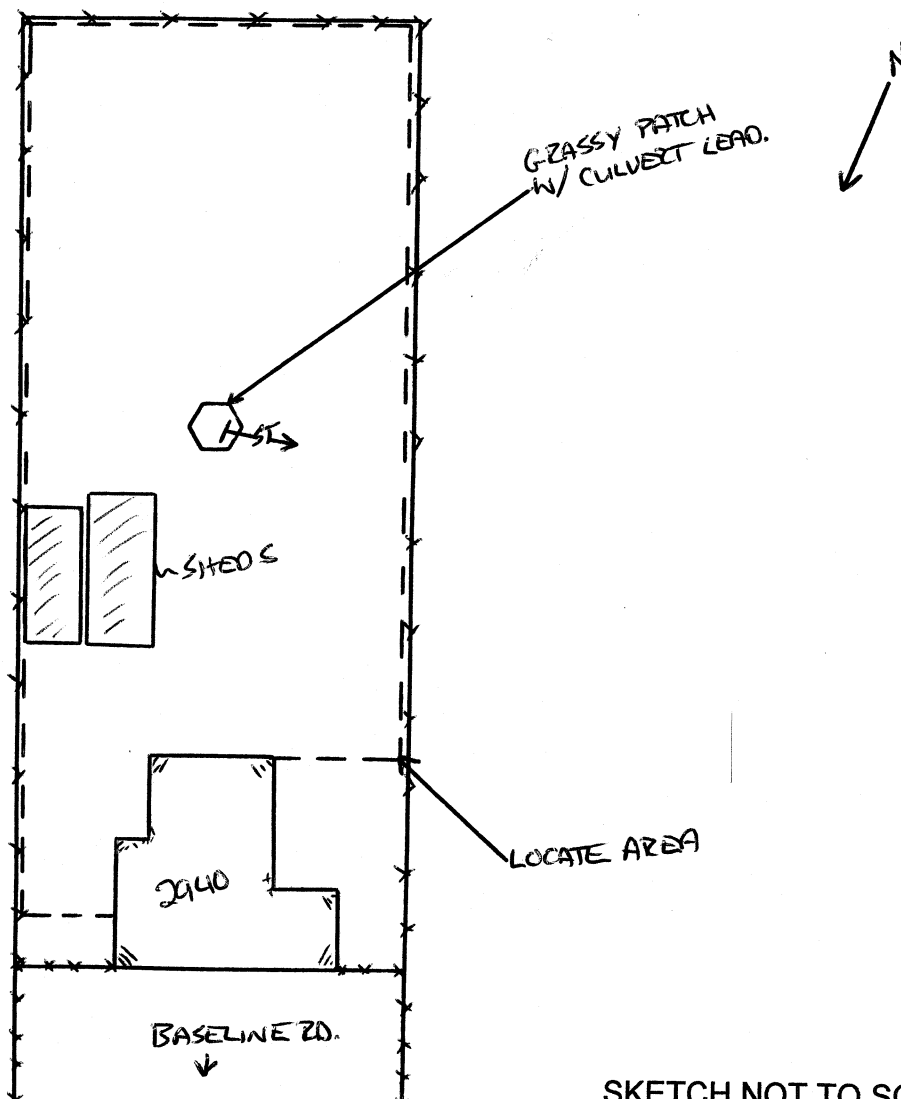 N
GRASSY PATCH
W/ CULVERT LEAD.
ST
SHEDS
LOCATE AREA
2940
BASELINE RD.
SKETCH NOT TO SC